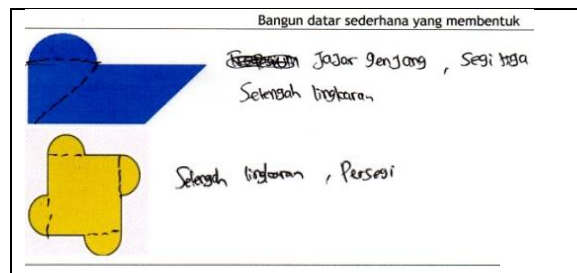 Bangun datar sederhana yang membentuk
Jajar genjang , Segi tiga
Setengah lingkaran
Setengah lingkaran , Persegi